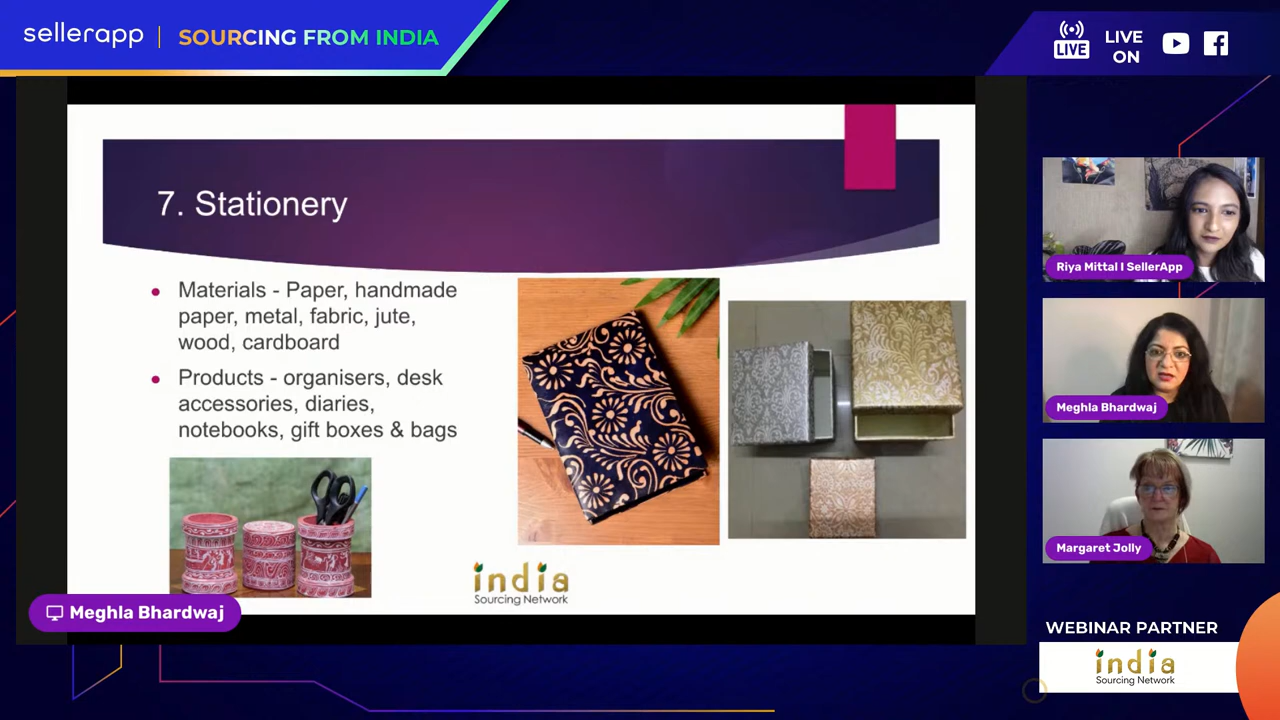 sellerapp
SOURCING FROM INDIA
LIVE
LIVE
ON
7. Stationery
Materials - Paper, handmade
paper, metal, fabric, jute,
wood, cardboard
Products - organisers, desk
accessories, diaries,
notebooks, gift boxes & bags
india
Sourcing Network
Meghla Bhardwaj
Riya Mittal I SellerApp
Meghla Bhardwaj
Margaret Jolly
WEBINAR PARTNER
india
Sourcing Network